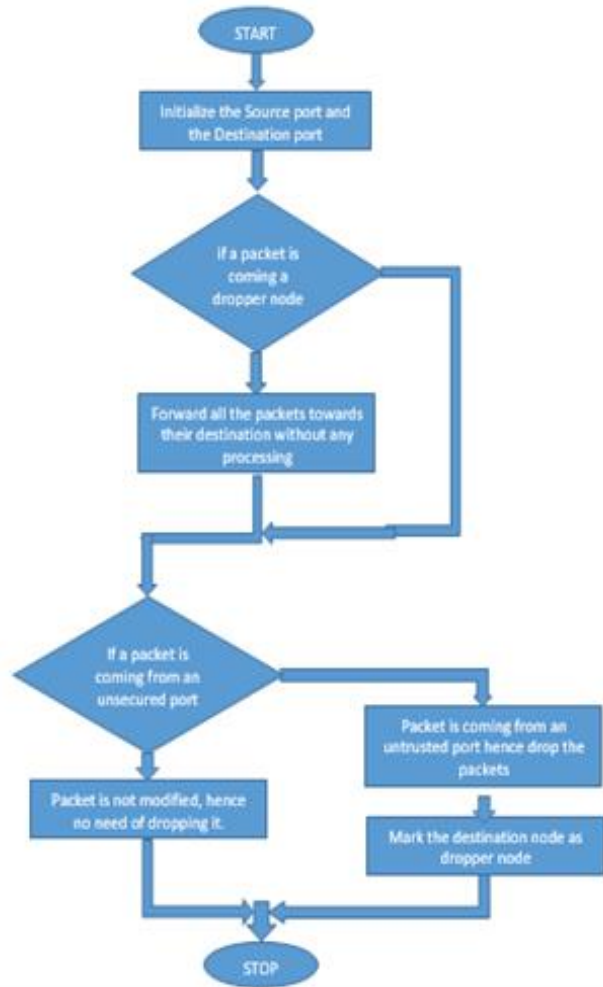 START
Initialize the Source port and
the Destination port
if a packet is
coming a
dropper node
Forward all the packets towards
their destination without any
processing
If a packet is
coming from an
unsecured port
Packet is coming from an
untrusted port hence drop the
packets
Packet is not modified, hence
no need of dropping it.
Mark the destination node as
dropper node
STOP